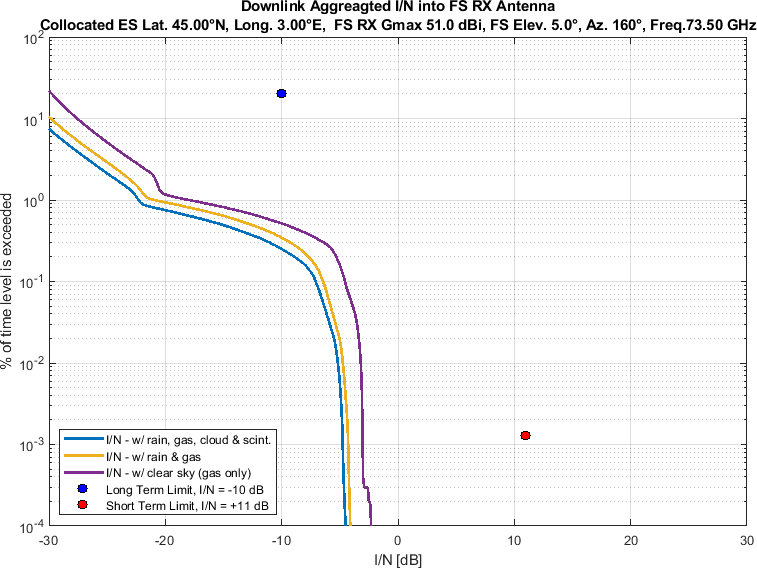 Downlink Aggreagted I/N into FS RX Antenna
Collocated ES Lat. 45.00°N, Long. 3.00°E,  FS RX Gmax 51.0 dBi, FS Elev. 5.0°, Az. 160°, Freq.73.50 GHz
% of time level is exceeded
10^2
10^1
10^0
10^-1
10^-2
10^-3
10^-4
I/N - w/ rain, gas, cloud & scint.
I/N - w/ rain & gas
I/N - w/ clear sky (gas only)
Long Term Limit, I/N = -10 dB
Short Term Limit, I/N = +11 dB
-30 -20 -10 0 10 20 30
I/N [dB]